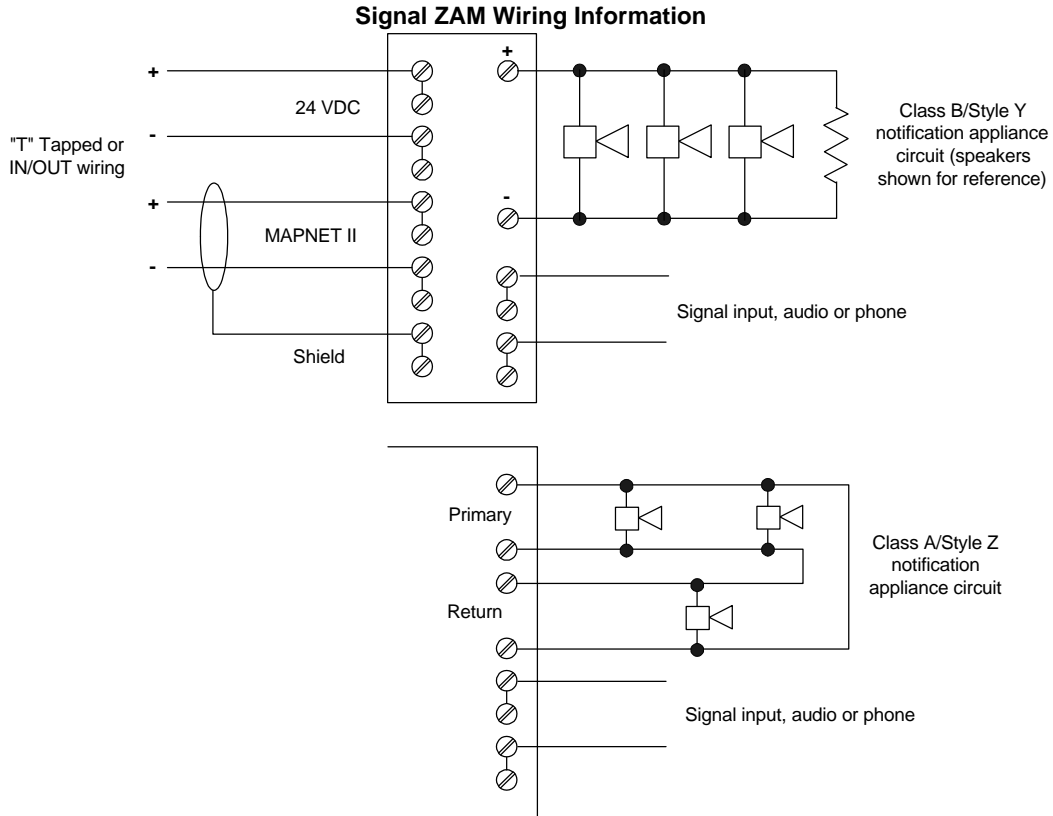 Signal ZAM Wiring Information
+
+
24 VDC
-
"T" Tapped or
IN/OUT wiring
+
MAPNET II
-
Shield
-
Class B/Style Y
notification appliance
circuit (speakers
shown for reference)
Signal input, audio or phone
Primary
Return
Class A/Style Z
notification
appliance circuit
Signal input, audio or phone